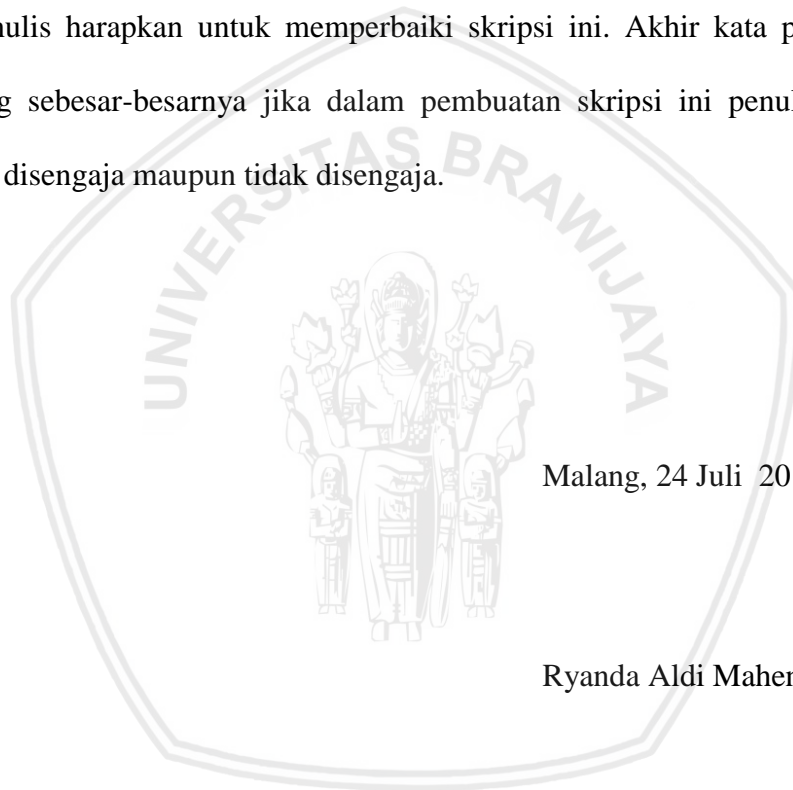 nulis harapkan untuk memperbaiki skripsi ini. Akhir kata p
g sebesar-besarnya jika dalam pembuatan skripsi ini penul
disengaja maupun tidak disengaja.
UNIVERSITAS BRAWIJAYA
Malang, 24 Juli 20
Ryanda Aldi Maher